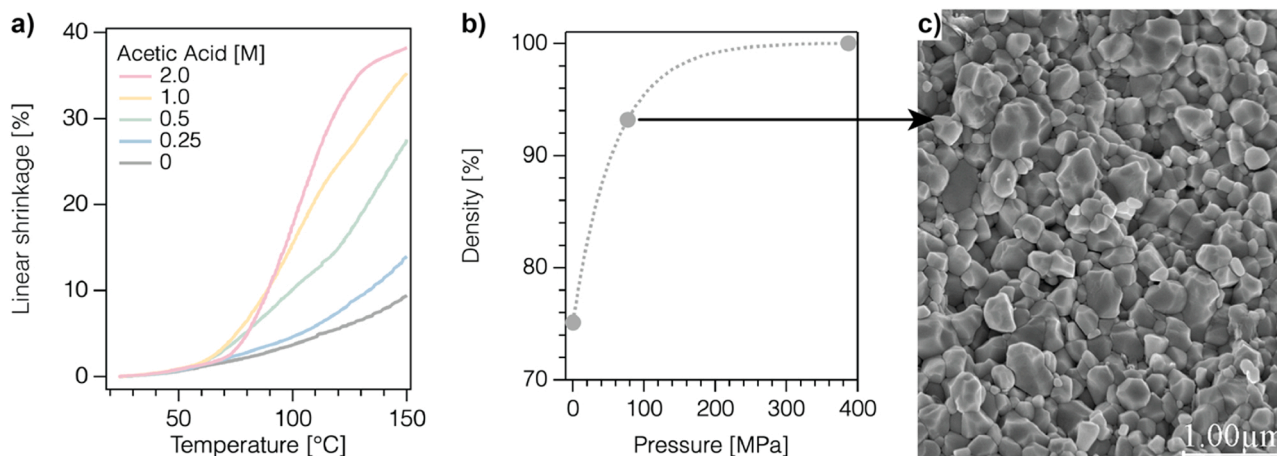 a)
40
30
20
10
0
Linear shrinkage [%]
Acetic Acid [M]
2.0
1.0
0.5
0.25
0
50
100
150
Temperature [°C]
b)
100
90
80
70
Density [%]
0
100
200
300
400
Pressure [MPa]
c)
1.00µm